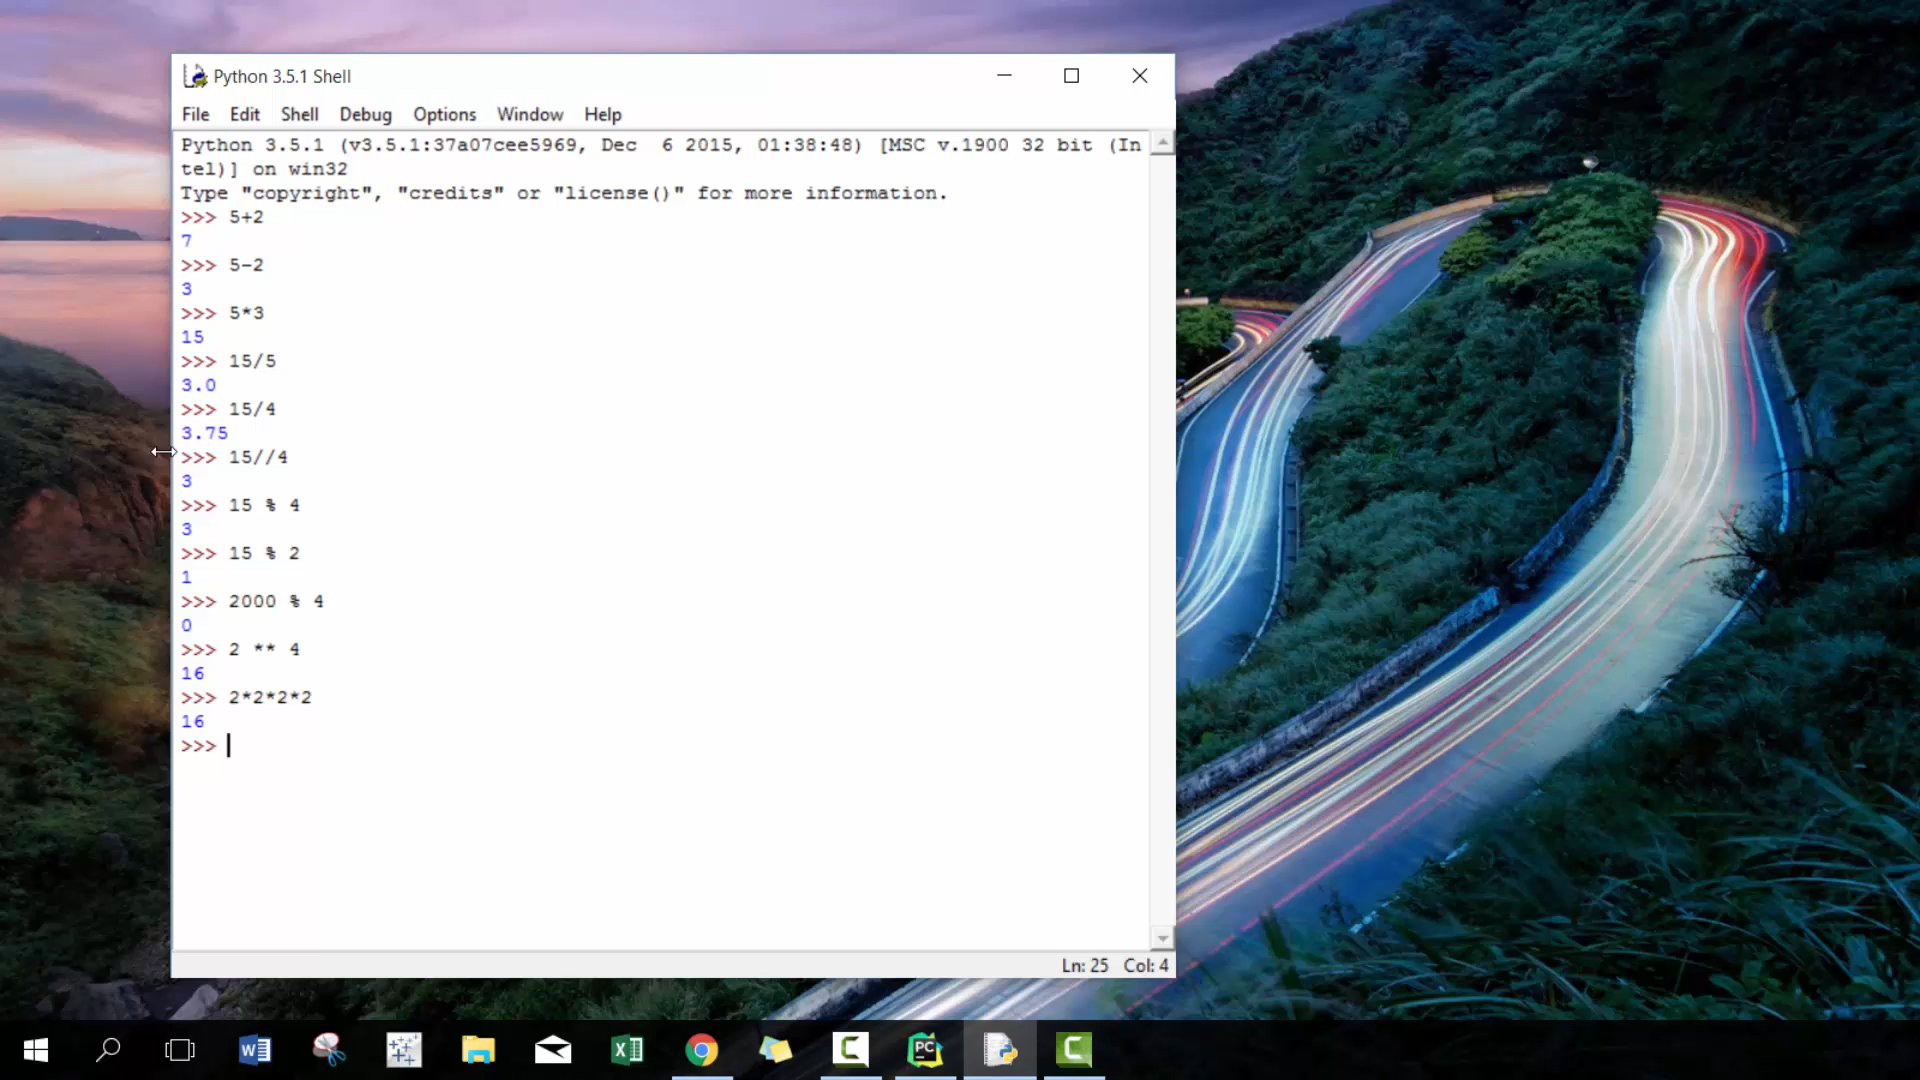 Python 3.5.1 Shell
File Edit Shell Debug Options Window Help
Python 3.5.1 (v3.5.1:37a07cee5969, Dec  6 2015, 01:38:48) [MSC v.1900 32 bit (In
tel)] on win32
Type "copyright", "credits" or "license()" for more information.
>>> 5+2
7
>>> 5-2
3
>>> 5*3
15
>>> 15/5
3.0
>>> 15/4
3.75
>>> 15//4
3
>>> 15 % 4
3
>>> 15 % 2
1
>>> 2000 % 4
0
>>> 2 ** 4
16
>>> 2*2*2*2
16
>>>
Ln: 25 Col: 4
PC